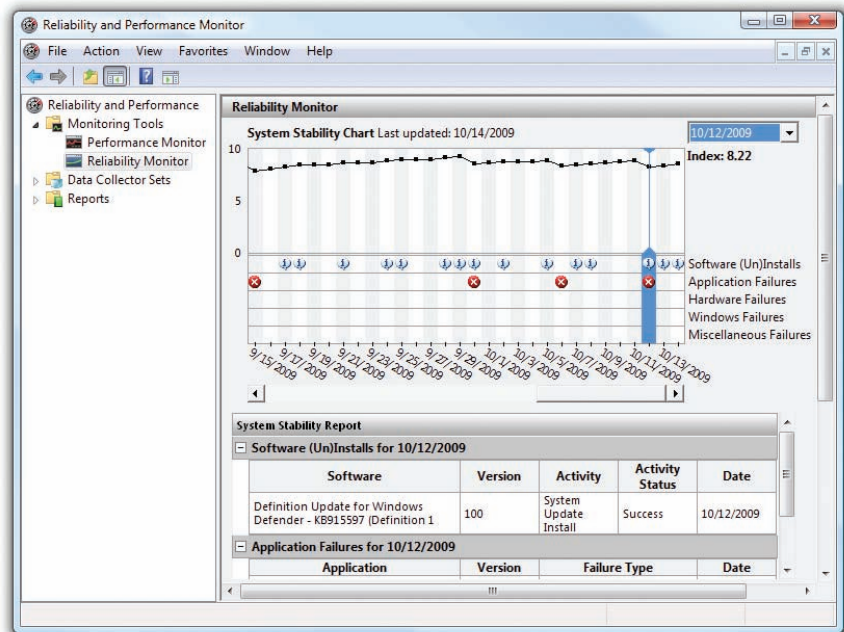 Reliability and Performance Monitor
File Action View Favorites Window Help
Reliability and Performance
Monitoring Tools
Performance Monitor
Reliability Monitor
Data Collector Sets
Reports
Reliability Monitor
System Stability Chart Last updated: 10/14/2009
10/12/2009
Index: 8.22
10
5
0
Software (Un)Installs
Application Failures
Hardware Failures
Windows Failures
Miscellaneous Failures
9/15/2009
9/17/2009
9/19/2009
9/21/2009
9/23/2009
9/25/2009
9/27/2009
9/29/2009
10/1/2009
10/3/2009
10/5/2009
10/7/2009
10/9/2009
10/11/2009
10/13/2009
System Stability Report
Software (Un)Installs for 10/12/2009
Software Version Activity Activity Status Date
Definition Update for Windows
Defender - KB915597 (Definition 1
100
System
Update
Install
Success
10/12/2009
Application Failures for 10/12/2009
Application Version Failure Type Date